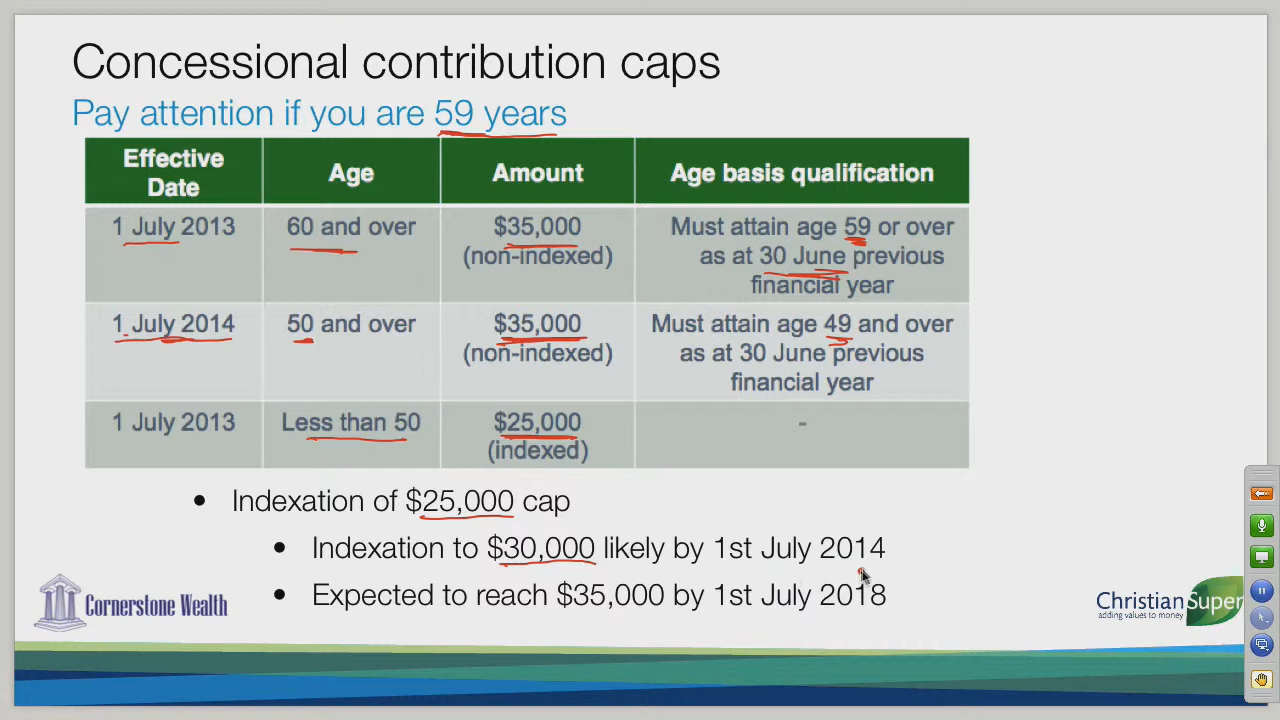 Concessional contribution caps
Pay attention if you are 59 years
Effective Date Age Amount Age basis qualification
1 July 2013 60 and over $35,000 (non-indexed) Must attain age 59 or over as at 30 June previous financial year
1 July 2014 50 and over $35,000 (non-indexed) Must attain age 49 and over as at 30 June previous financial year
1 July 2013 Less than 50 $25,000 (indexed) -
• Indexation of $25,000 cap
• Indexation to $30,000 likely by 1st July 2014
• Expected to reach $35,000 by 1st July 2018
Cornerstone Wealth
ChristianSuper
adding values to money